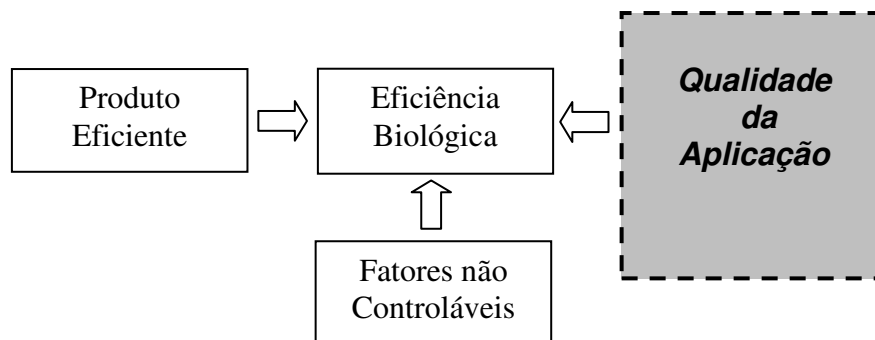 Produto
Eficiente
Eficiência
Biológica
Qualidade
da
Aplicação
Fatores não
Controláveis